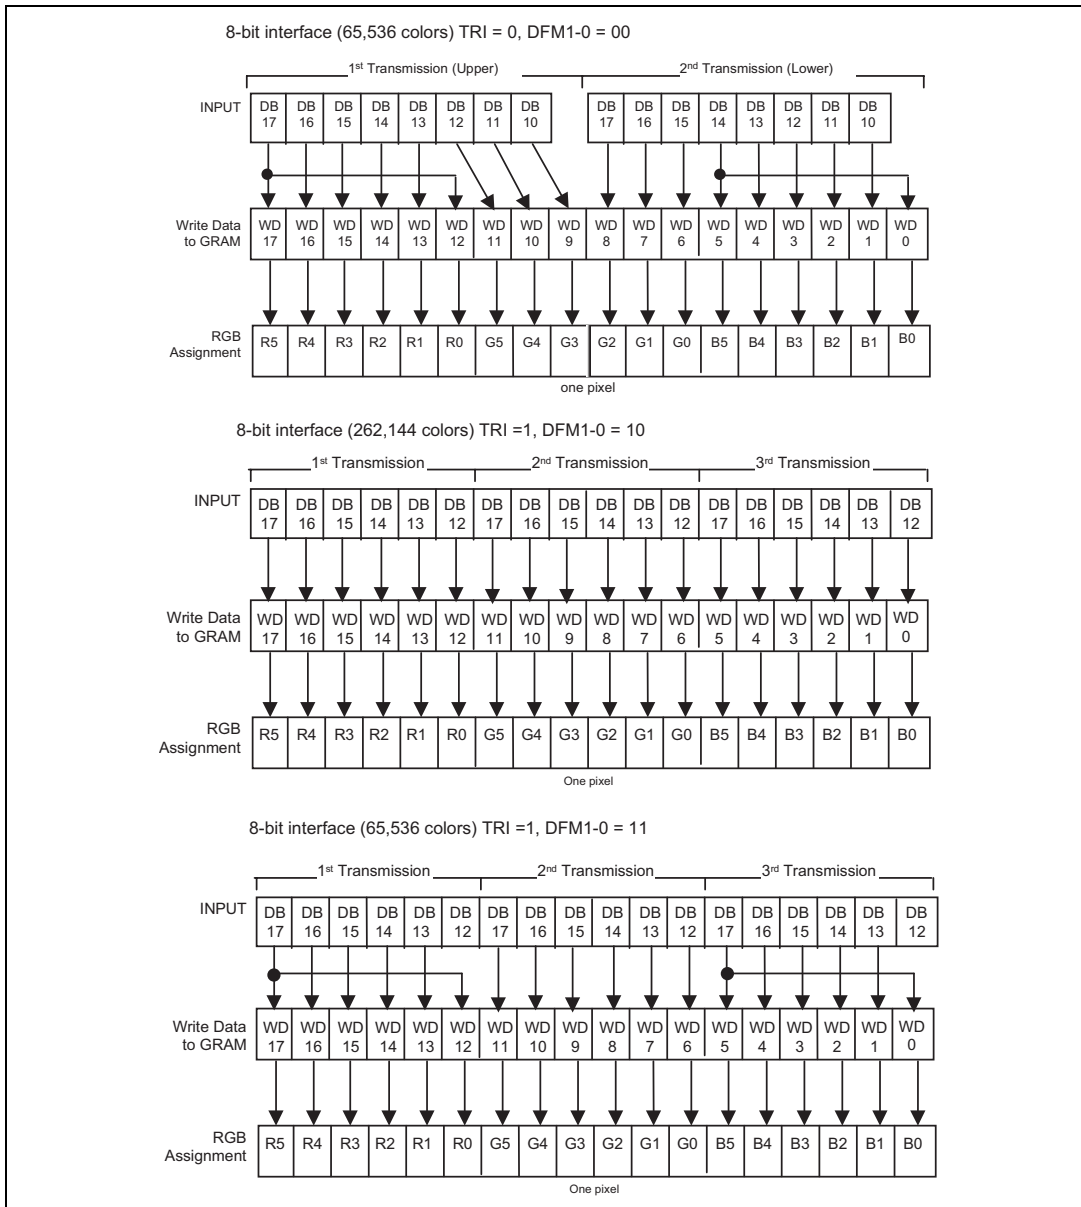 8-bit interface (65,536 colors) TRI = 0, DFM1-0 = 00
1st Transmission (Upper) 2nd Transmission (Lower)
INPUT DB 17 DB 16 DB 15 DB 14 DB 13 DB 12 DB 11 DB 10 DB 17 DB 16 DB 15 DB 14 DB 13 DB 12 DB 11 DB 10
Write Data to GRAM WD 17 WD 16 WD 15 WD 14 WD 13 WD 12 WD 11 WD 10 WD 9 WD 8 WD 7 WD 6 WD 5 WD 4 WD 3 WD 2 WD 1 WD 0
RGB Assignment R5 R4 R3 R2 R1 R0 G5 G4 G3 G2 G1 G0 B5 B4 B3 B2 B1 B0
one pixel
8-bit interface (262,144 colors) TRI =1, DFM1-0 = 10
1st Transmission 2nd Transmission 3rd Transmission
INPUT DB 17 DB 16 DB 15 DB 14 DB 13 DB 12 DB 17 DB 16 DB 15 DB 14 DB 13 DB 12 DB 17 DB 16 DB 15 DB 14 DB 13 DB 12
Write Data to GRAM WD 17 WD 16 WD 15 WD 14 WD 13 WD 12 WD 11 WD 10 WD 9 WD 8 WD 7 WD 6 WD 5 WD 4 WD 3 WD 2 WD 1 WD 0
RGB Assignment R5 R4 R3 R2 R1 R0 G5 G4 G3 G2 G1 G0 B5 B4 B3 B2 B1 B0
One pixel
8-bit interface (65,536 colors) TRI =1, DFM1-0 = 11
1st Transmission 2nd Transmission 3rd Transmission
INPUT DB 17 DB 16 DB 15 DB 14 DB 13 DB 12 DB 17 DB 16 DB 15 DB 14 DB 13 DB 12 DB 17 DB 16 DB 15 DB 14 DB 13 DB 12
Write Data to GRAM WD 17 WD 16 WD 15 WD 14 WD 13 WD 12 WD 11 WD 10 WD 9 WD 8 WD 7 WD 6 WD 5 WD 4 WD 3 WD 2 WD 1 WD 0
RGB Assignment R5 R4 R3 R2 R1 R0 G5 G4 G3 G2 G1 G0 B5 B4 B3 B2 B1 B0
One pixel